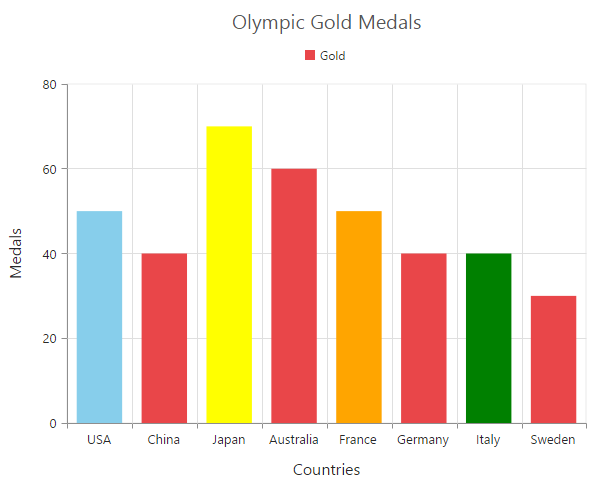 Olympic Gold Medals
Gold
80
60
40
20
0
Medals
USA China Japan Australia France Germany Italy Sweden
Countries